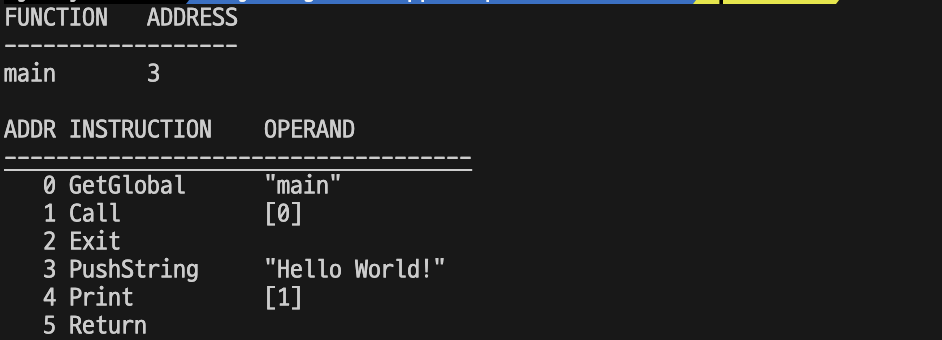 FUNCTION   ADDRESS
------------------
main       3

ADDR INSTRUCTION    OPERAND
------------------------------------
   0 GetGlobal      "main"
   1 Call           [0]
   2 Exit
   3 PushString     "Hello World!"
   4 Print          [1]
   5 Return